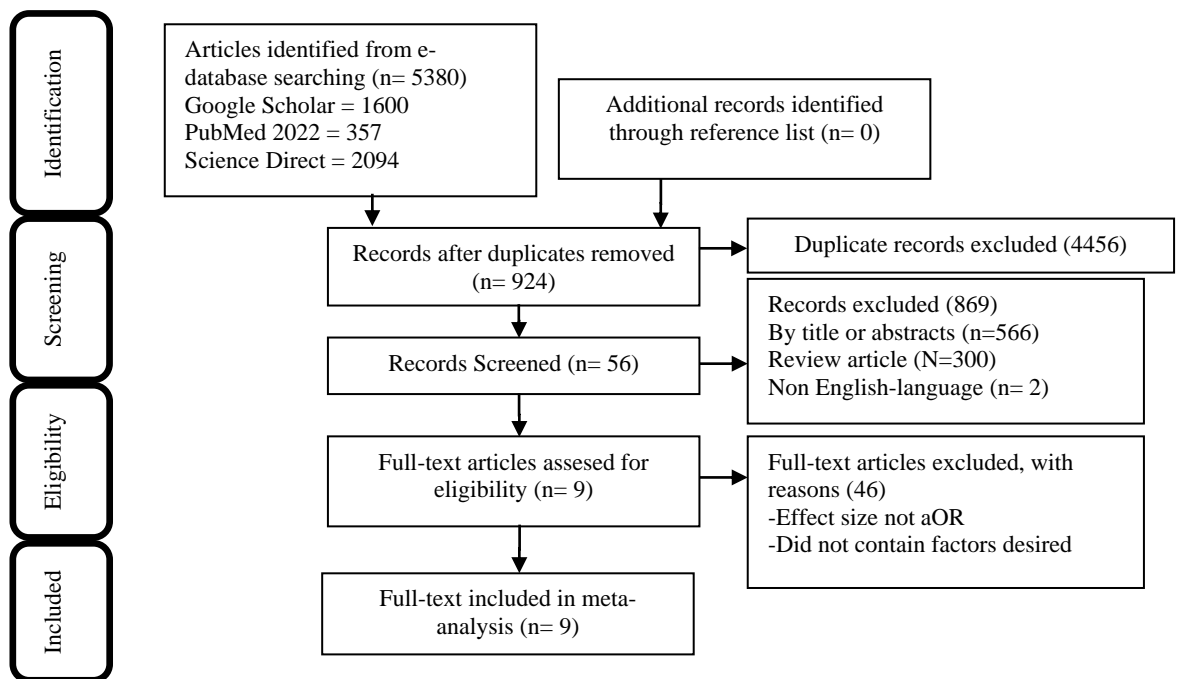 Identification
Articles identified from e-
database searching (n= 5380)
Google Scholar = 1600
PubMed 2022 = 357
Science Direct = 2094
Additional records identified
through reference list (n= 0)
Screening
Records after duplicates removed
(n= 924)
Duplicate records excluded (4456)
Records Screened (n= 56)
Records excluded (869)
By title or abstracts (n=566)
Review article (N=300)
Non English-language (n= 2)
Eligibility
Full-text articles assesed for
eligibility (n= 9)
Full-text articles excluded, with
reasons (46)
-Effect size not aOR
-Did not contain factors desired
Included
Full-text included in meta-
analysis (n= 9)